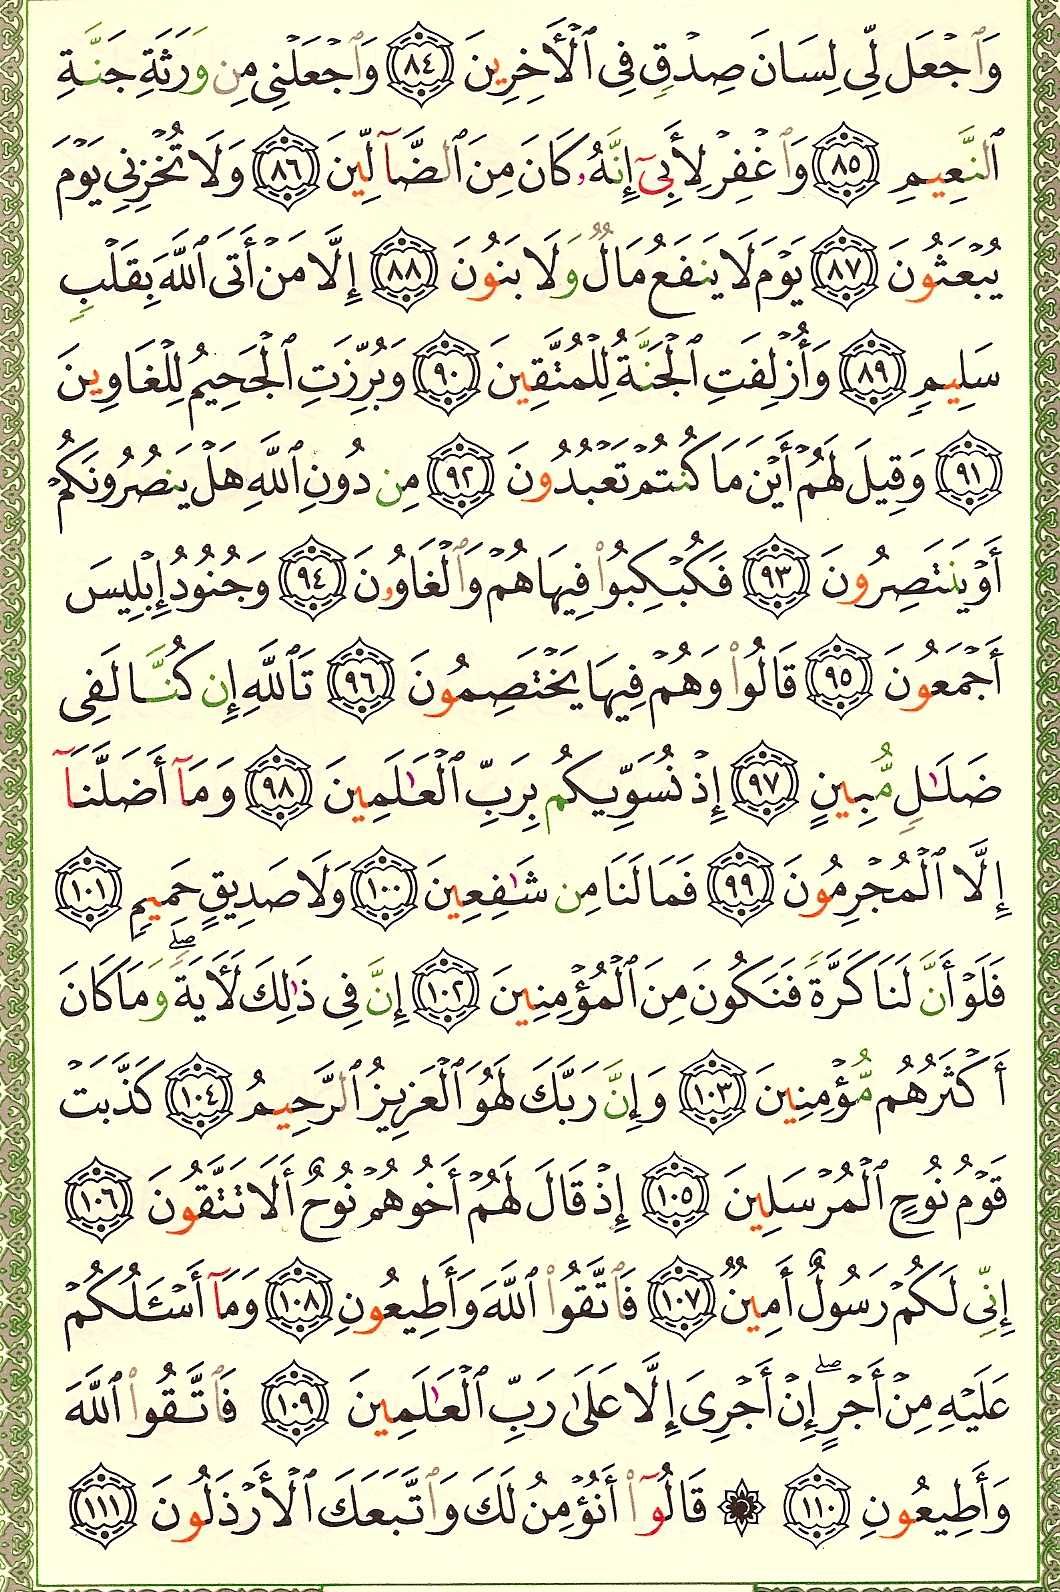 وَٱجْعَل لِّى لِسَانَ صِدْقٍ فِى ٱلْأَخِرِينَ ٨٤ وَٱجْعَلْنِى مِن وَرَثَةِ جَنَّةِ
ٱلنَّعِيمِ ٨٥ وَٱغْفِرْ لِأَبِىٓ إِنَّهُۥ كَانَ مِنَ ٱلضَّآلِّينَ ٨٦ وَلَا تُخْزِنِى يَوْمَ
يُبْعَثُونَ ٨٧ يَوْمَ لَا يَنفَعُ مَالٌ وَلَا بَنُونَ ٨٨ إِلَّا مَنْ أَتَى ٱللَّهَ بِقَلْبٍ
سَلِيمٍ ٨٩ وَأُزْلِفَتِ ٱلْجَنَّةُ لِلْمُتَّقِينَ ٩٠ وَبُرِّزَتِ ٱلْجَحِيمُ لِلْغَاوِينَ
٩١ وَقِيلَ لَهُمْ أَيْنَ مَا كُنتُمْ تَعْبُدُونَ ٩٢ مِن دُونِ ٱللَّهِ هَلْ يَنصُرُونَكُمْ
أَوْ يَنتَصِرُونَ ٩٣ فَكُبْكِبُوا۟ فِيهَا هُمْ وَٱلْغَاوُۥنَ ٩٤ وَجُنُودُ إِبْلِيسَ
أَجْمَعُونَ ٩٥ قَالُوا۟ وَهُمْ فِيهَا يَخْتَصِمُونَ ٩٦ تَٱللَّهِ إِن كُنَّا لَفِى
ضَلَـٰلٍ مُّبِينٍ ٩٧ إِذْ نُسَوِّيكُم بِرَبِّ ٱلْعَـٰلَمِينَ ٩٨ وَمَآ أَضَلَّنَآ
إِلَّا ٱلْمُجْرِمُونَ ٩٩ فَمَا لَنَا مِن شَـٰفِعِينَ ١٠٠ وَلَا صَدِيقٍ حَمِيمٍ ١٠١
فَلَوْ أَنَّ لَنَا كَرَّةً فَنَكُونَ مِنَ ٱلْمُؤْمِنِينَ ١٠٢ إِنَّ فِى ذَٰلِكَ لَأَيَةً ۖ وَمَا كَانَ
أَكْثَرُهُم مُّؤْمِنِينَ ١٠٣ وَإِنَّ رَبَّكَ لَهُوَ ٱلْعَزِيزُ ٱلرَّحِيمُ ١٠٤ كَذَّبَتْ
قَوْمُ نُوحٍ ٱلْمُرْسَلِينَ ١٠٥ إِذْ قَالَ لَهُمْ أَخُوهُمْ نُوحٌ أَلَا تَتَّقُونَ ١٠٦
إِنِّى لَكُمْ رَسُولٌ أَمِينٌ ١٠٧ فَٱتَّقُوا۟ ٱللَّهَ وَأَطِيعُونِ ١٠٨ وَمَآ أَسْـَٔلُكُمْ
عَلَيْهِ مِنْ أَجْرٍ ۖ إِنْ أَجْرِىَ إِلَّا عَلَىٰ رَبِّ ٱلْعَـٰلَمِينَ ١٠٩ فَٱتَّقُوا۟ ٱللَّهَ
وَأَطِيعُونِ ١١٠ ۞ قَالُوٓا۟ أَنُؤْمِنُ لَكَ وَٱتَّبَعَكَ ٱلْأَرْذَلُونَ ١١١